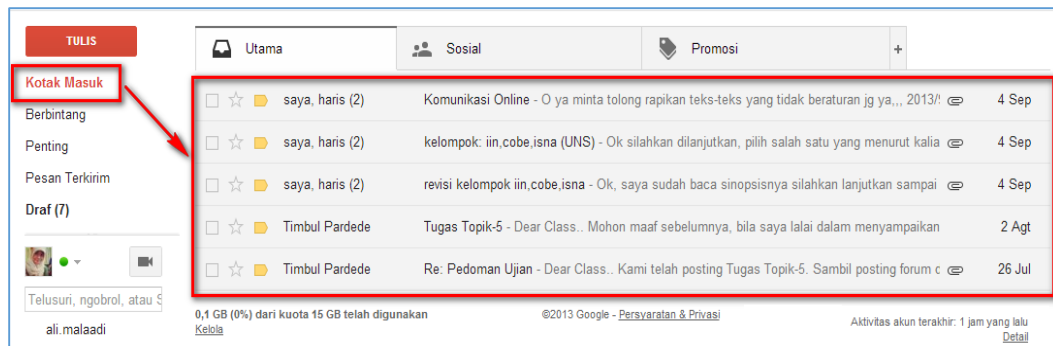 TULIS
Kotak Masuk
Berbintang
Penting
Pesan Terkirim
Draf (7)
Telusuri, ngobrol, atau S
ali.malaadi
Utama Sosial Promosi +
saya, haris (2) Komunikasi Online - O ya minta tolong rapikan teks-teks yang tidak beraturan jg ya,,, 2013/ 4 Sep
kelompok: iin,cobe,isna (UNS) - Ok silahkan dilanjutkan, pilih salah satu yang menurut kalia 4 Sep
saya, haris (2)
saya, haris (2) revisi kelompok iin,cobe,isna - Ok, saya sudah baca sinopsisnya silahkan lanjutkan sampai 4 Sep
Timbul Pardede Tugas Topik-5 - Dear Class.. Mohon maaf sebelumnya, bila saya lalai dalam menyampaikan 2 Agt
Timbul Pardede Re: Pedoman Ujian - Dear Class.. Kami telah posting Tugas Topik-5. Sambil posting forum 26 Jul
0,1 GB (0%) dari kuota 15 GB telah digunakan
Kelola
©2013 Google - Persyaratan & Privasi
Aktivitas akun terakhir: 1 jam yang lalu
Detail